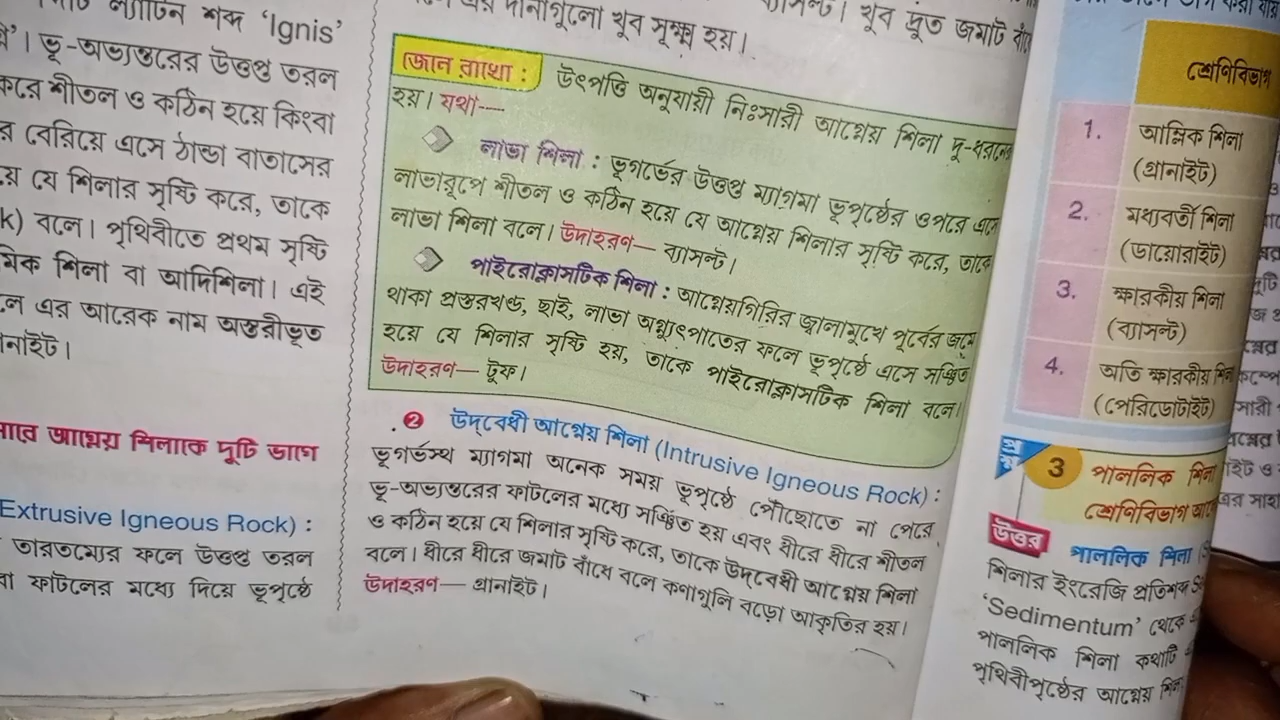 ল্যাটিন শব্দ ‘Ignis’
ভূ-অভ্যন্তরের উত্তপ্ত তরল
করে শীতল ও কঠিন হয়ে কিংবা
র বেরিয়ে এসে ঠান্ডা বাতাসের
যে শিলার সৃষ্টি করে, তাকে
k) বলে। পৃথিবীতে প্রথম সৃষ্টি
মিক শিলা বা আদিশিলা। এই
লে এর আরেক নাম অস্তরীভূত
নাইট।
আগ্নেয় শিলাকে দুটি ভাগে
Extrusive Igneous Rock) :
তারতম্যের ফলে উত্তপ্ত তরল
বা ফাটলের মধ্যে দিয়ে ভূপৃষ্ঠে
এর দানাগুলো খুব সূক্ষ্ম হয়।
ব্যাসল্ট। খুব দ্রুত জমাট বাঁধে
জেনে রাখো : উৎপত্তি অনুযায়ী নিঃসারী আগ্নেয় শিলা দু-ধরনের
হয়। যথা—
লাভা শিলা : ভূগর্ভের উত্তপ্ত ম্যাগমা ভূপৃষ্ঠের ওপরে এসে
লাভারূপে শীতল ও কঠিন হয়ে যে আগ্নেয় শিলার সৃষ্টি করে, তাকে
লাভা শিলা বলে। উদাহরণ— ব্যাসল্ট।
পাইরোক্লাসটিক শিলা : আগ্নেয়গিরির জ্বালামুখে পূর্বের জমে
থাকা প্রস্তরখণ্ড, ছাই, লাভা অগ্ন্যুৎপাতের ফলে ভূপৃষ্ঠে এসে সঞ্চিত
হয়ে যে শিলার সৃষ্টি হয়, তাকে পাইরোক্লাসটিক শিলা বলে।
উদাহরণ— টুফ।
❷ উদ্‌বেধী আগ্নেয় শিলা (Intrusive Igneous Rock) :
ভূগর্ভস্থ ম্যাগমা অনেক সময় ভূপৃষ্ঠে পৌঁছোতে না পেরে
ভূ-অভ্যন্তরের ফাটলের মধ্যে সঞ্চিত হয় এবং ধীরে ধীরে শীতল
ও কঠিন হয়ে যে শিলার সৃষ্টি করে, তাকে উদ্‌বেধী আগ্নেয় শিলা
বলে। ধীরে ধীরে জমাট বাঁধে বলে কণাগুলি বড়ো আকৃতির হয়।
উদাহরণ— গ্রানাইট।
শ্রেণিবিভাগ
1. আম্লিক শিলা
(গ্রানাইট)
2. মধ্যবর্তী শিলা
(ডায়োরাইট)
3. ক্ষারকীয় শিলা
(ব্যাসল্ট)
4. অতি ক্ষারকীয় শিলা
(পেরিডোটাইট)
প্রশ্ন 3 পাললিক শিলা
শ্রেণিবিভাগ
উত্তর পাললিক শিলা
শিলার ইংরেজি প্রতিশব্দ
‘Sedimentum’ থেকে
পাললিক শিলা কথাটি
পৃথিবীপৃষ্ঠের আগ্নেয় শিলা